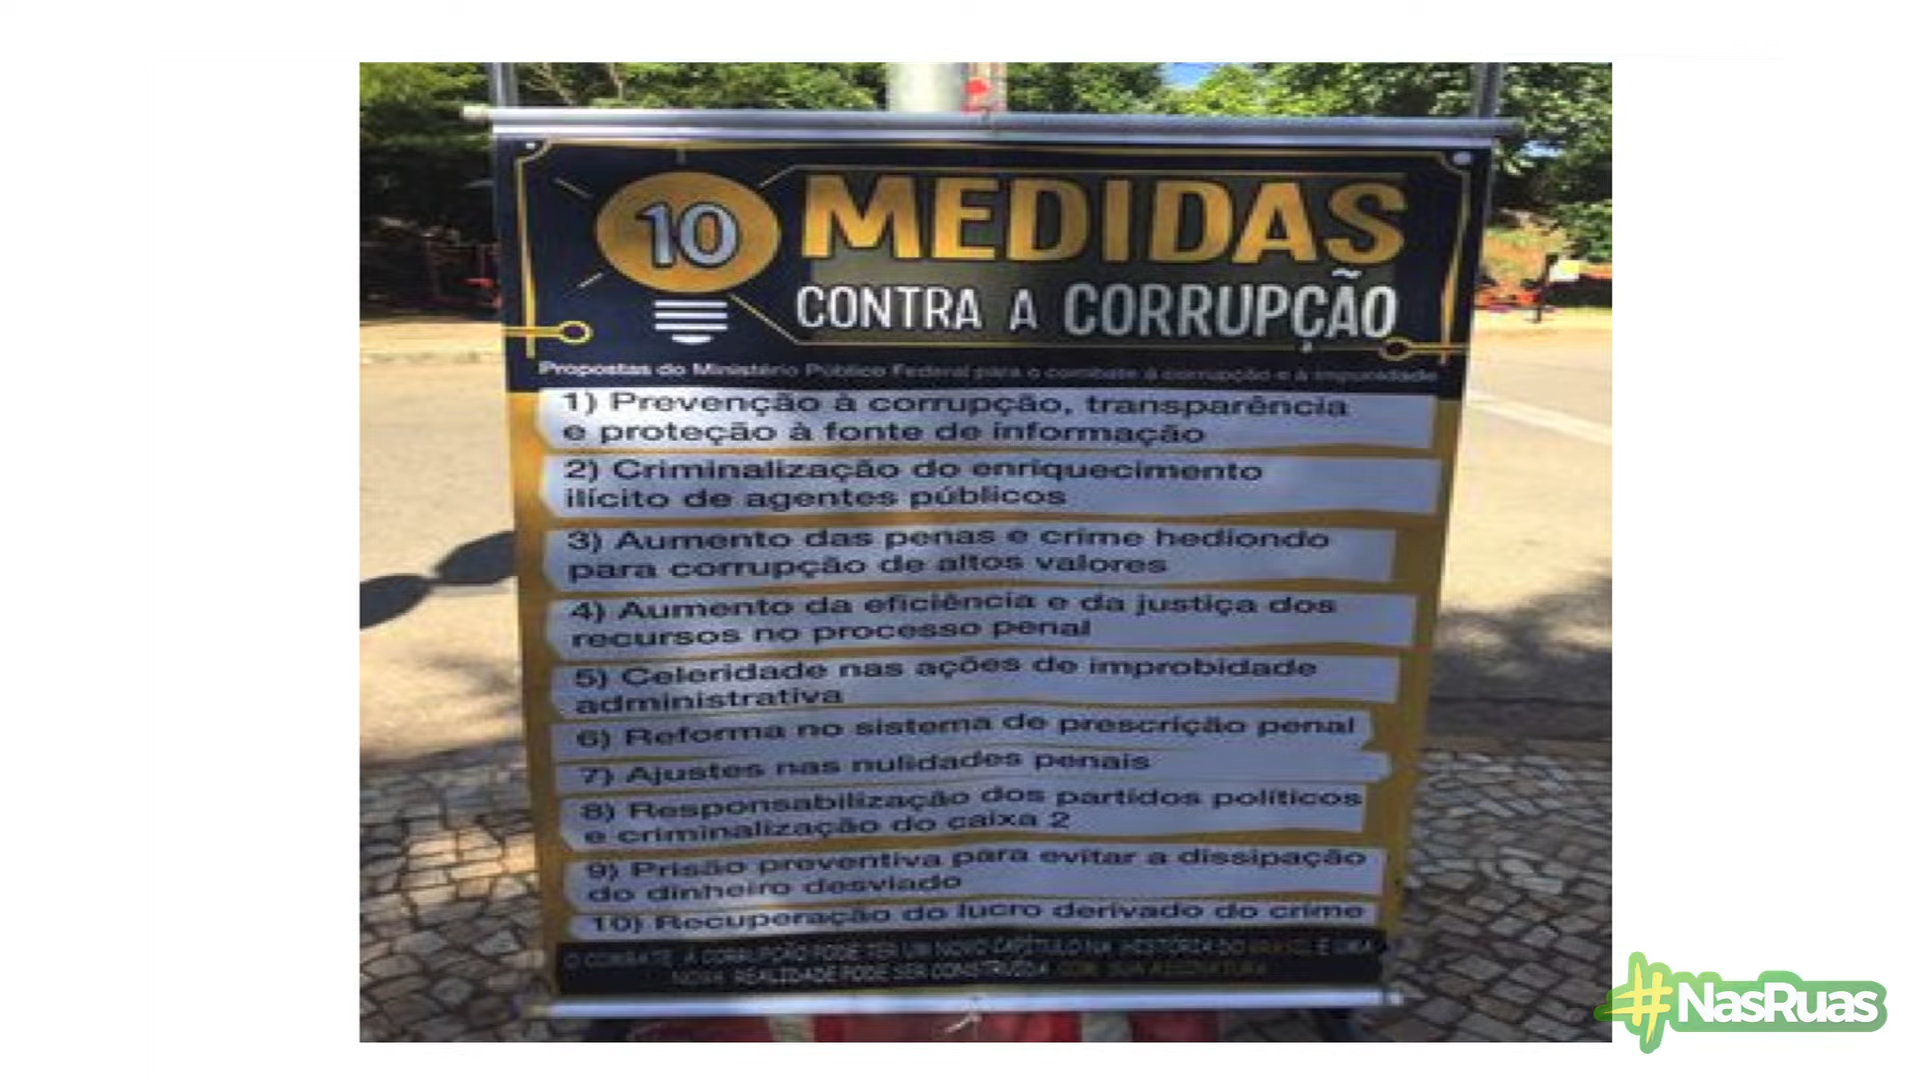 10 MEDIDAS
CONTRA A CORRUPÇÃO
Propostas do Ministério Público Federal para o combate à corrupção e à impunidade
1) Prevenção à corrupção, transparência
e proteção à fonte de informação
2) Criminalização do enriquecimento
ilícito de agentes públicos
3) Aumento das penas e crime hediondo
para corrupção de altos valores
4) Aumento da eficiência e da justiça dos
recursos no processo penal
5) Celeridade nas ações de improbidade
administrativa
6) Reforma no sistema de prescrição penal
7) Ajustes nas nulidades penais
8) Responsabilização dos partidos políticos
e criminalização do caixa 2
9) Prisão preventiva para evitar a dissipação
do dinheiro desviado
10) Recuperação do lucro derivado do crime
O COMBATE À CORRUPÇÃO PODE TER UM NOVO CAPÍTULO NA HISTÓRIA DO BRASIL E UMA
NOVA REALIDADE PODE SER CONSTRUÍDA COM SUA ASSINATURA
#NasRuas